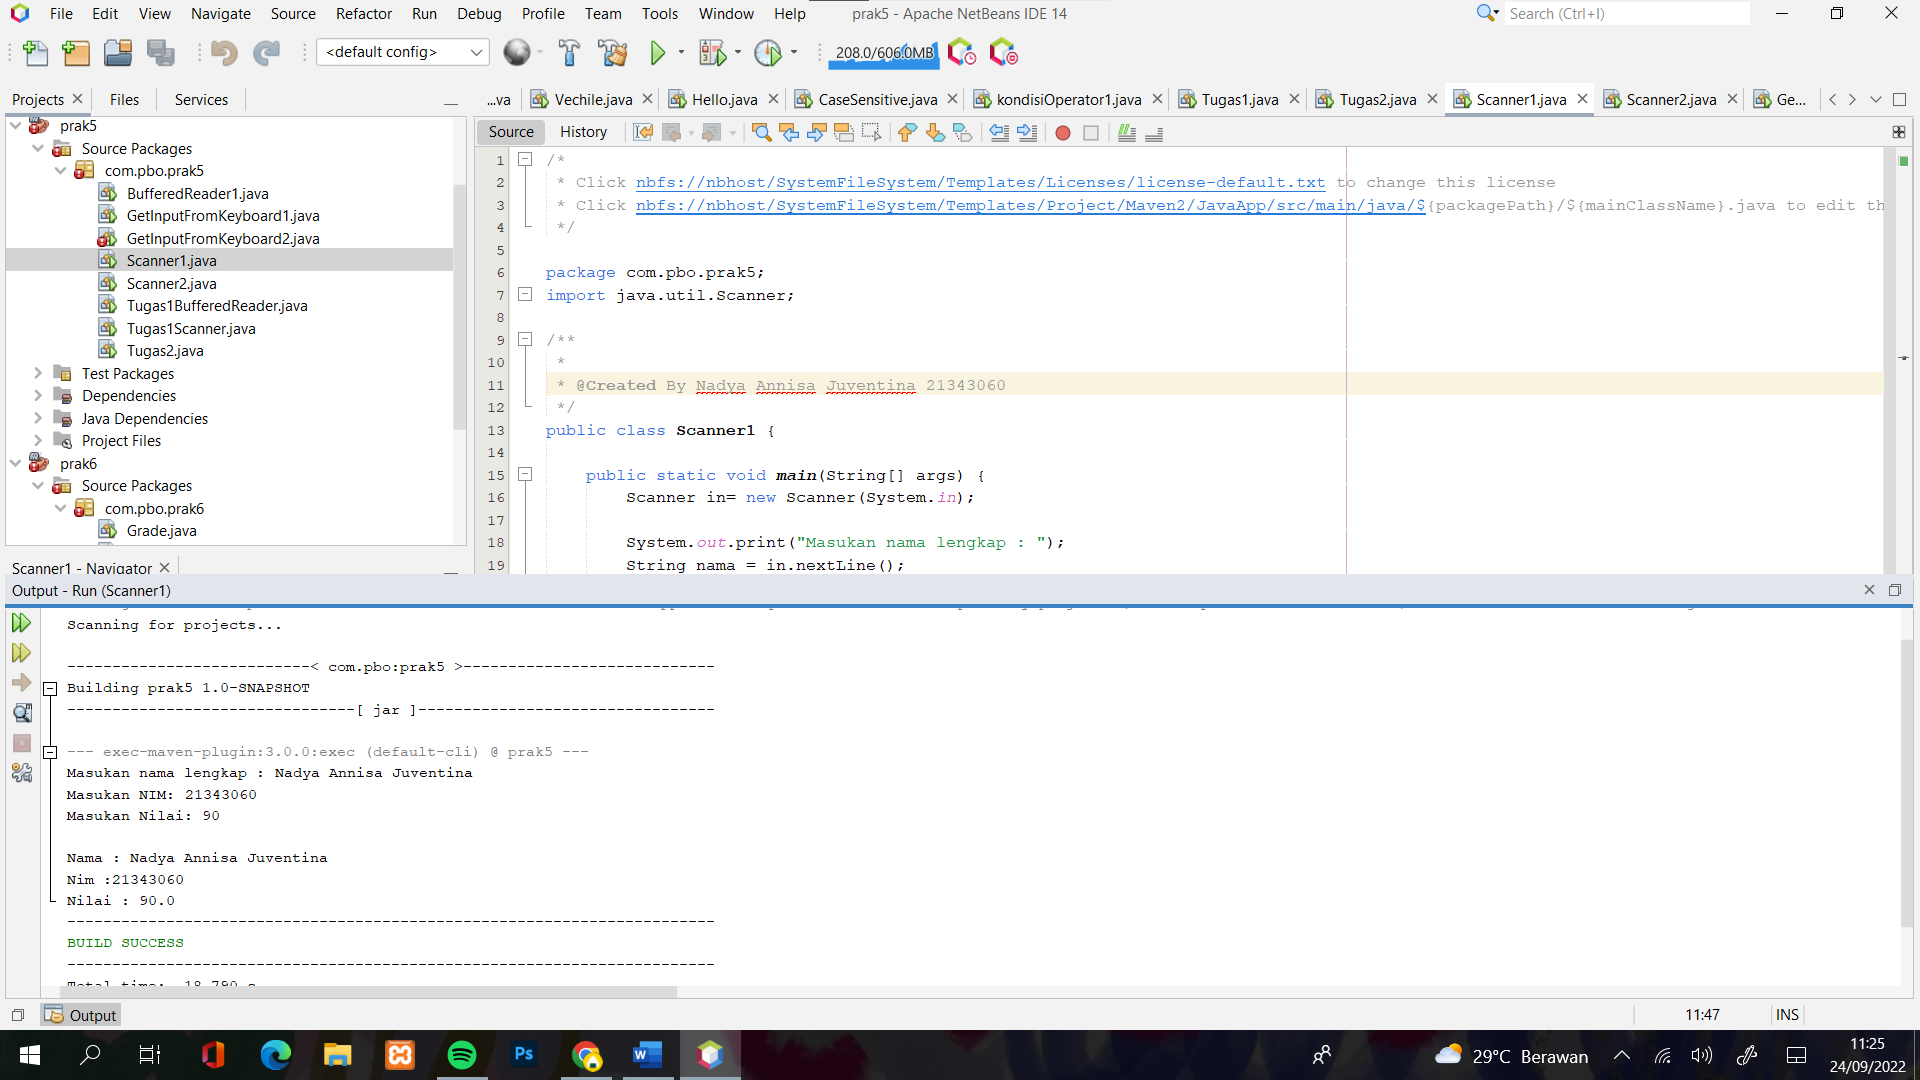 File Edit View Navigate Source Refactor Run Debug Profile Team Tools Window Help prak5 - Apache NetBeans IDE 14 Search (Ctrl+I)
<default config> 208.0/606.0MB
Projects Files Services
...va Vechile.java Hello.java CaseSensitive.java kondisiOperator1.java Tugas1.java Tugas2.java Scanner1.java Scanner2.java Ge...
prak5
Source Packages
com.pbo.prak5
BufferedReader1.java
GetInputFromKeyboard1.java
GetInputFromKeyboard2.java
Scanner1.java
Scanner2.java
Tugas1BufferedReader.java
Tugas1Scanner.java
Tugas2.java
Test Packages
Dependencies
Java Dependencies
Project Files
prak6
Source Packages
com.pbo.prak6
Grade.java
Scanner1 - Navigator
Source History
1 /*
2 * Click nbfs://nbhost/SystemFileSystem/Templates/Licenses/license-default.txt to change this license
3 * Click nbfs://nbhost/SystemFileSystem/Templates/Project/Maven2/JavaApp/src/main/java/${packagePath}/${mainClassName}.java to edit th
4 */
5
6 package com.pbo.prak5;
7 import java.util.Scanner;
8
9 /**
10 *
11 * @Created By Nadya Annisa Juventina 21343060
12 */
13 public class Scanner1 {
14
15 public static void main(String[] args) {
16 Scanner in= new Scanner(System.in);
17
18 System.out.print("Masukan nama lengkap : ");
19 String nama = in.nextLine();
Output - Run (Scanner1)
Scanning for projects...
---------------------------< com.pbo:prak5 >----------------------------
Building prak5 1.0-SNAPSHOT
--------------------------------[ jar ]---------------------------------
--- exec-maven-plugin:3.0.0:exec (default-cli) @ prak5 ---
Masukan nama lengkap : Nadya Annisa Juventina
Masukan NIM: 21343060
Masukan Nilai: 90
Nama : Nadya Annisa Juventina
Nim :21343060
Nilai : 90.0
------------------------------------------------------------------------
BUILD SUCCESS
------------------------------------------------------------------------
Total time: 18.790 s
Output
11:47 INS
Ps
29°C Berawan
11:25
24/09/2022